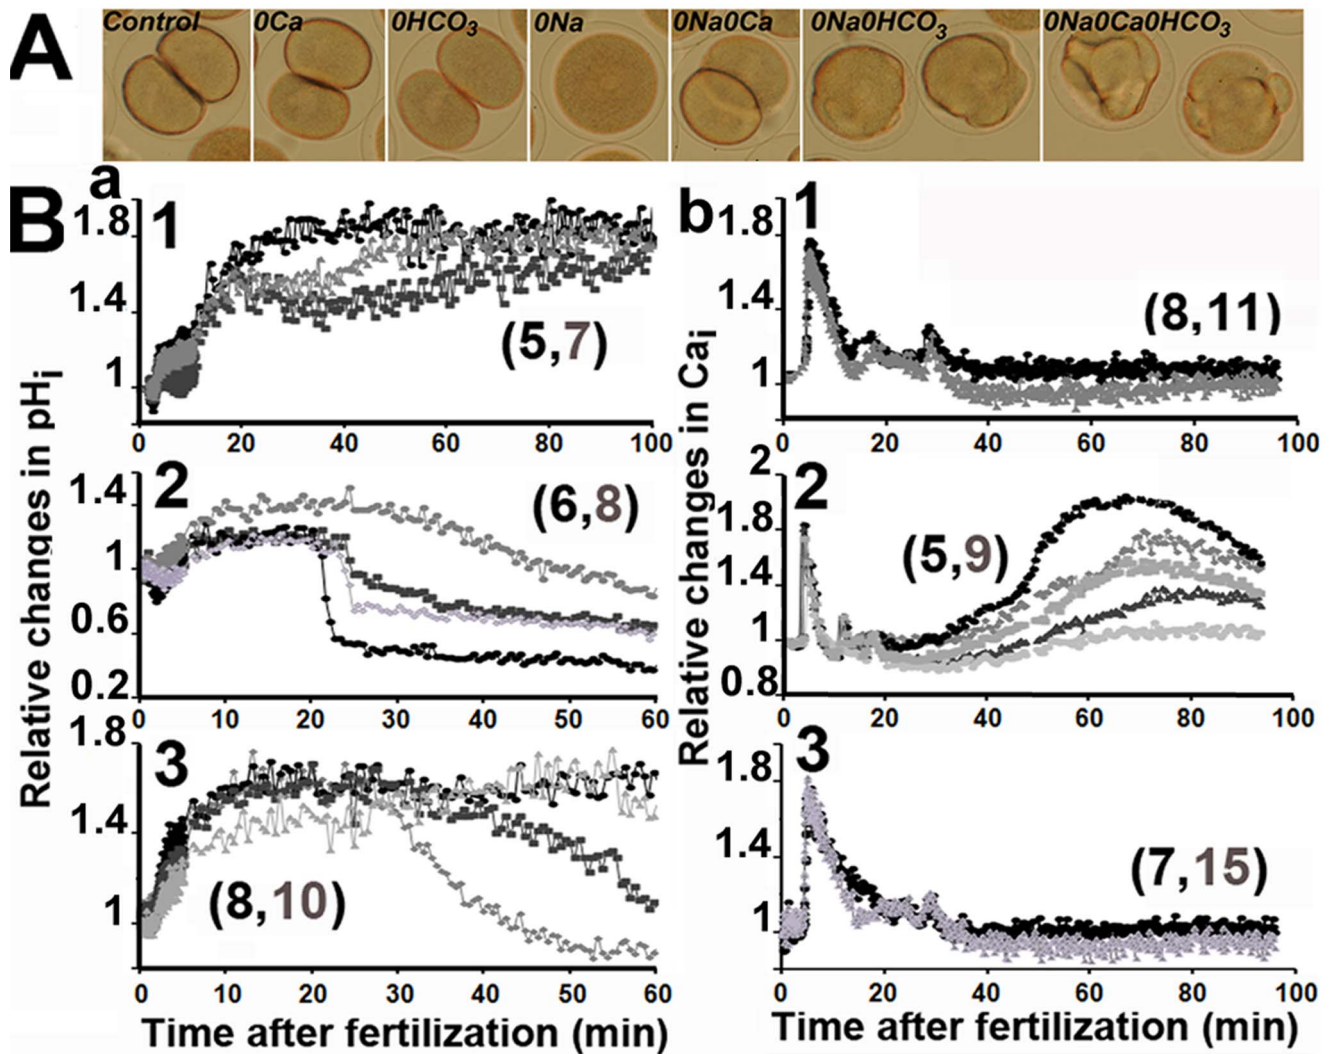 A
Control
0Ca
0HCO3
0Na
0Na0Ca
0Na0HCO3
0Na0Ca0HCO3
B
a
1
1.8
1.4
1
(5,7)
0 20 40 60 80 100
2
1.4
1
0.6
0.2
(6,8)
0 10 20 30 40 50 60
3
1.8
1.4
1
(8,10)
0 10 20 30 40 50 60
Relative changes in pHi
Time after fertilization (min)
b
1
1.8
1.4
1
(8,11)
0 20 40 60 80 100
2
2
1.8
1.4
1
0.8
(5,9)
0 20 40 60 80 100
3
1.8
1.4
1
(7,15)
0 20 40 60 80 100
Relative changes in Cai
Time after fertilization (min)